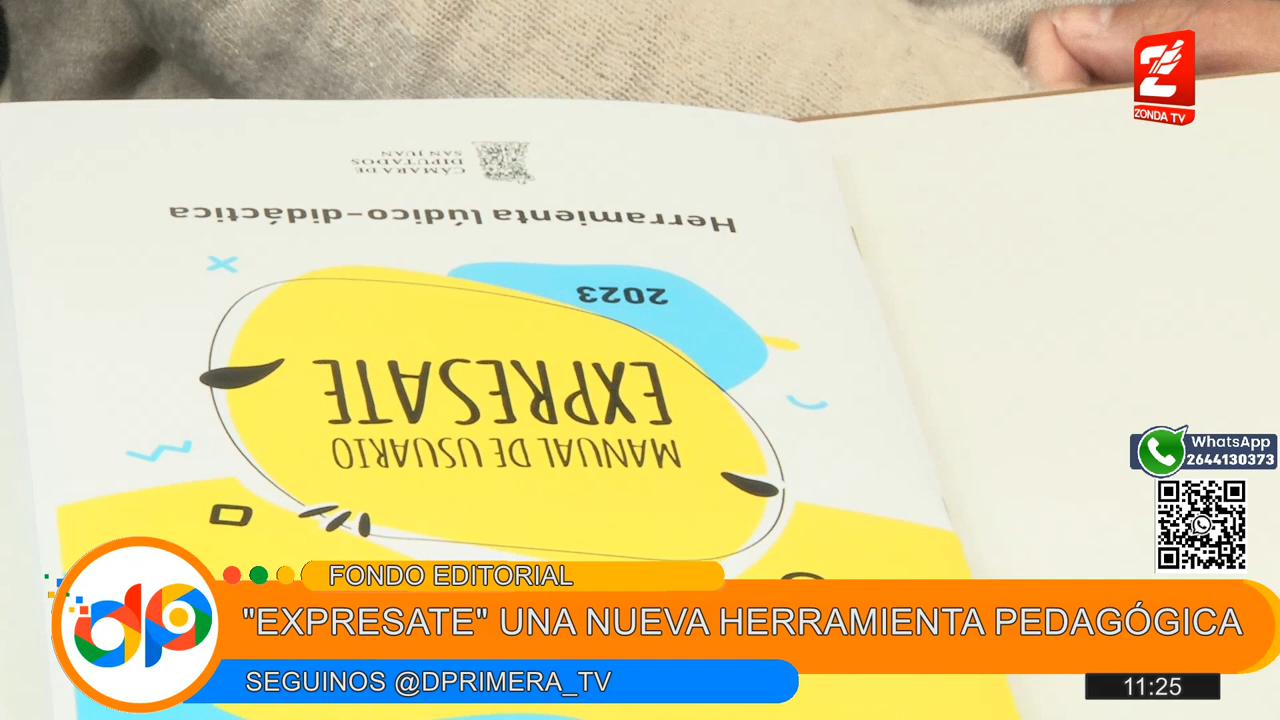 ZONDA TV
CÁMARA DE
DIPUTADOS
SAN JUAN
Herramienta lúdico-didáctica
2023
EXPRESATE
MANUAL DE USUARIO
WhatsApp
2644130373
dp
FONDO EDITORIAL
"EXPRESATE" UNA NUEVA HERRAMIENTA PEDAGÓGICA
SEGUINOS @DPRIMERA_TV
11:25